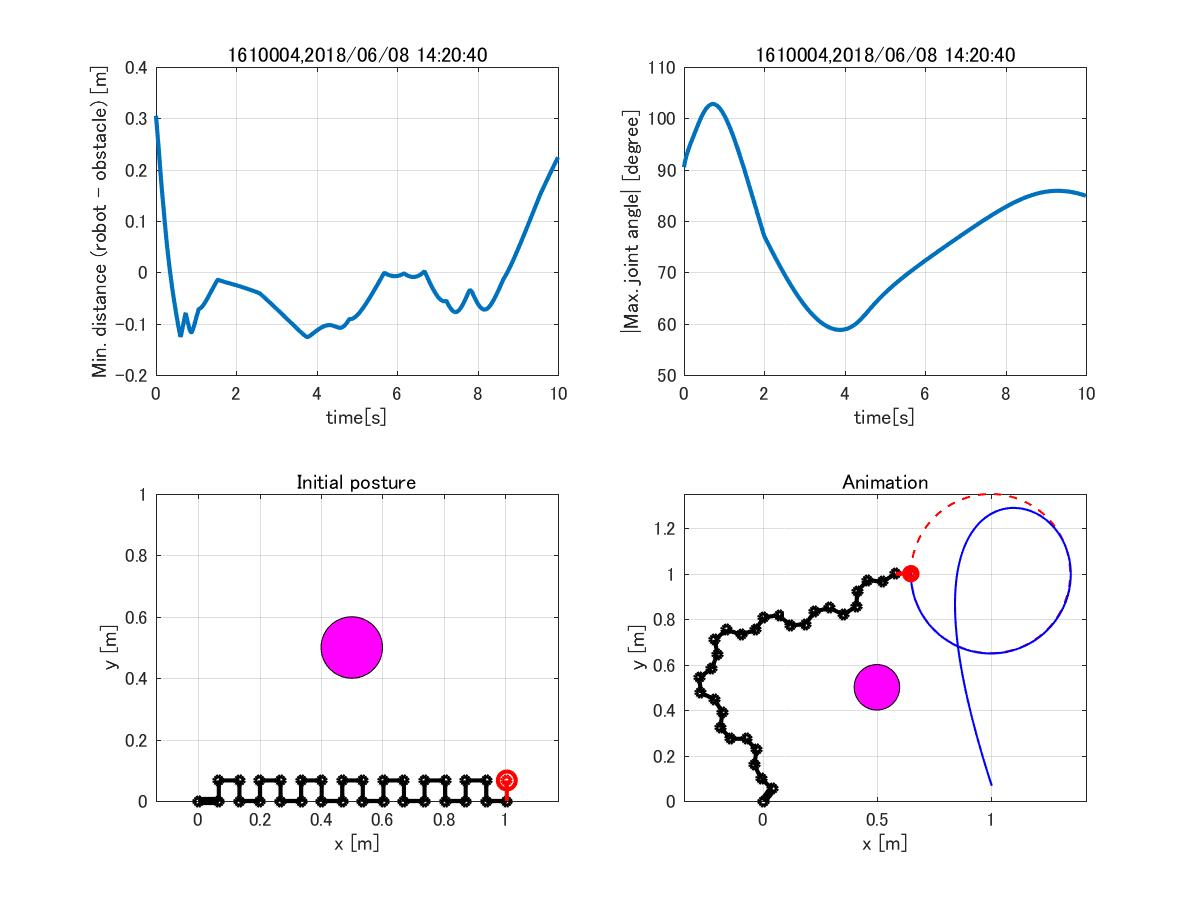 1610004,2018/06/08 14:20:40
Min. distance (robot - obstacle) [m]
0.4
0.3
0.2
0.1
0
-0.1
-0.2
0 2 4 6 8 10
time[s]
1610004,2018/06/08 14:20:40
|Max. joint angle| [degree]
110
100
90
80
70
60
50
0 2 4 6 8 10
time[s]
Initial posture
y [m]
1
0.8
0.6
0.4
0.2
0
0 0.2 0.4 0.6 0.8 1
x [m]
Animation
y [m]
1.2
1
0.8
0.6
0.4
0.2
0
0 0.5 1
x [m]